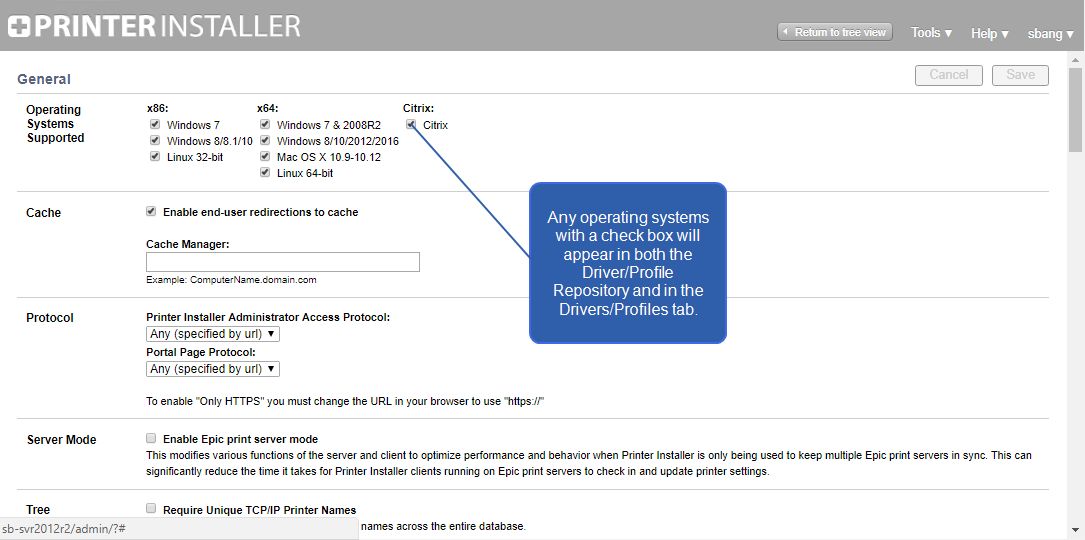 PRINTER INSTALLER
Return to tree view Tools ▾ Help ▾ sbang ▾
General Cancel Save
Operating Systems Supported
x86: x64: Citrix:
Windows 7 Windows 7 & 2008R2 Citrix
Windows 8/8.1/10 Windows 8/10/2012/2016
Linux 32-bit Mac OS X 10.9-10.12
Linux 64-bit
Any operating systems
with a check box will
appear in both the
Driver/Profile
Repository and in the
Drivers/Profiles tab.
Cache Enable end-user redirections to cache
Cache Manager:
Example: ComputerName.domain.com
Protocol Printer Installer Administrator Access Protocol:
Any (specified by url) ▼
Portal Page Protocol:
Any (specified by url) ▼
To enable "Only HTTPS" you must change the URL in your browser to use "https://"
Server Mode Enable Epic print server mode
This modifies various functions of the server and client to optimize performance and behavior when Printer Installer is only being used to keep multiple Epic print servers in sync. This can
significantly reduce the time it takes for Printer Installer clients running on Epic print servers to check in and update printer settings.
Tree Require Unique TCP/IP Printer Names
sb-svr2012r2/admin/?# names across the entire database.